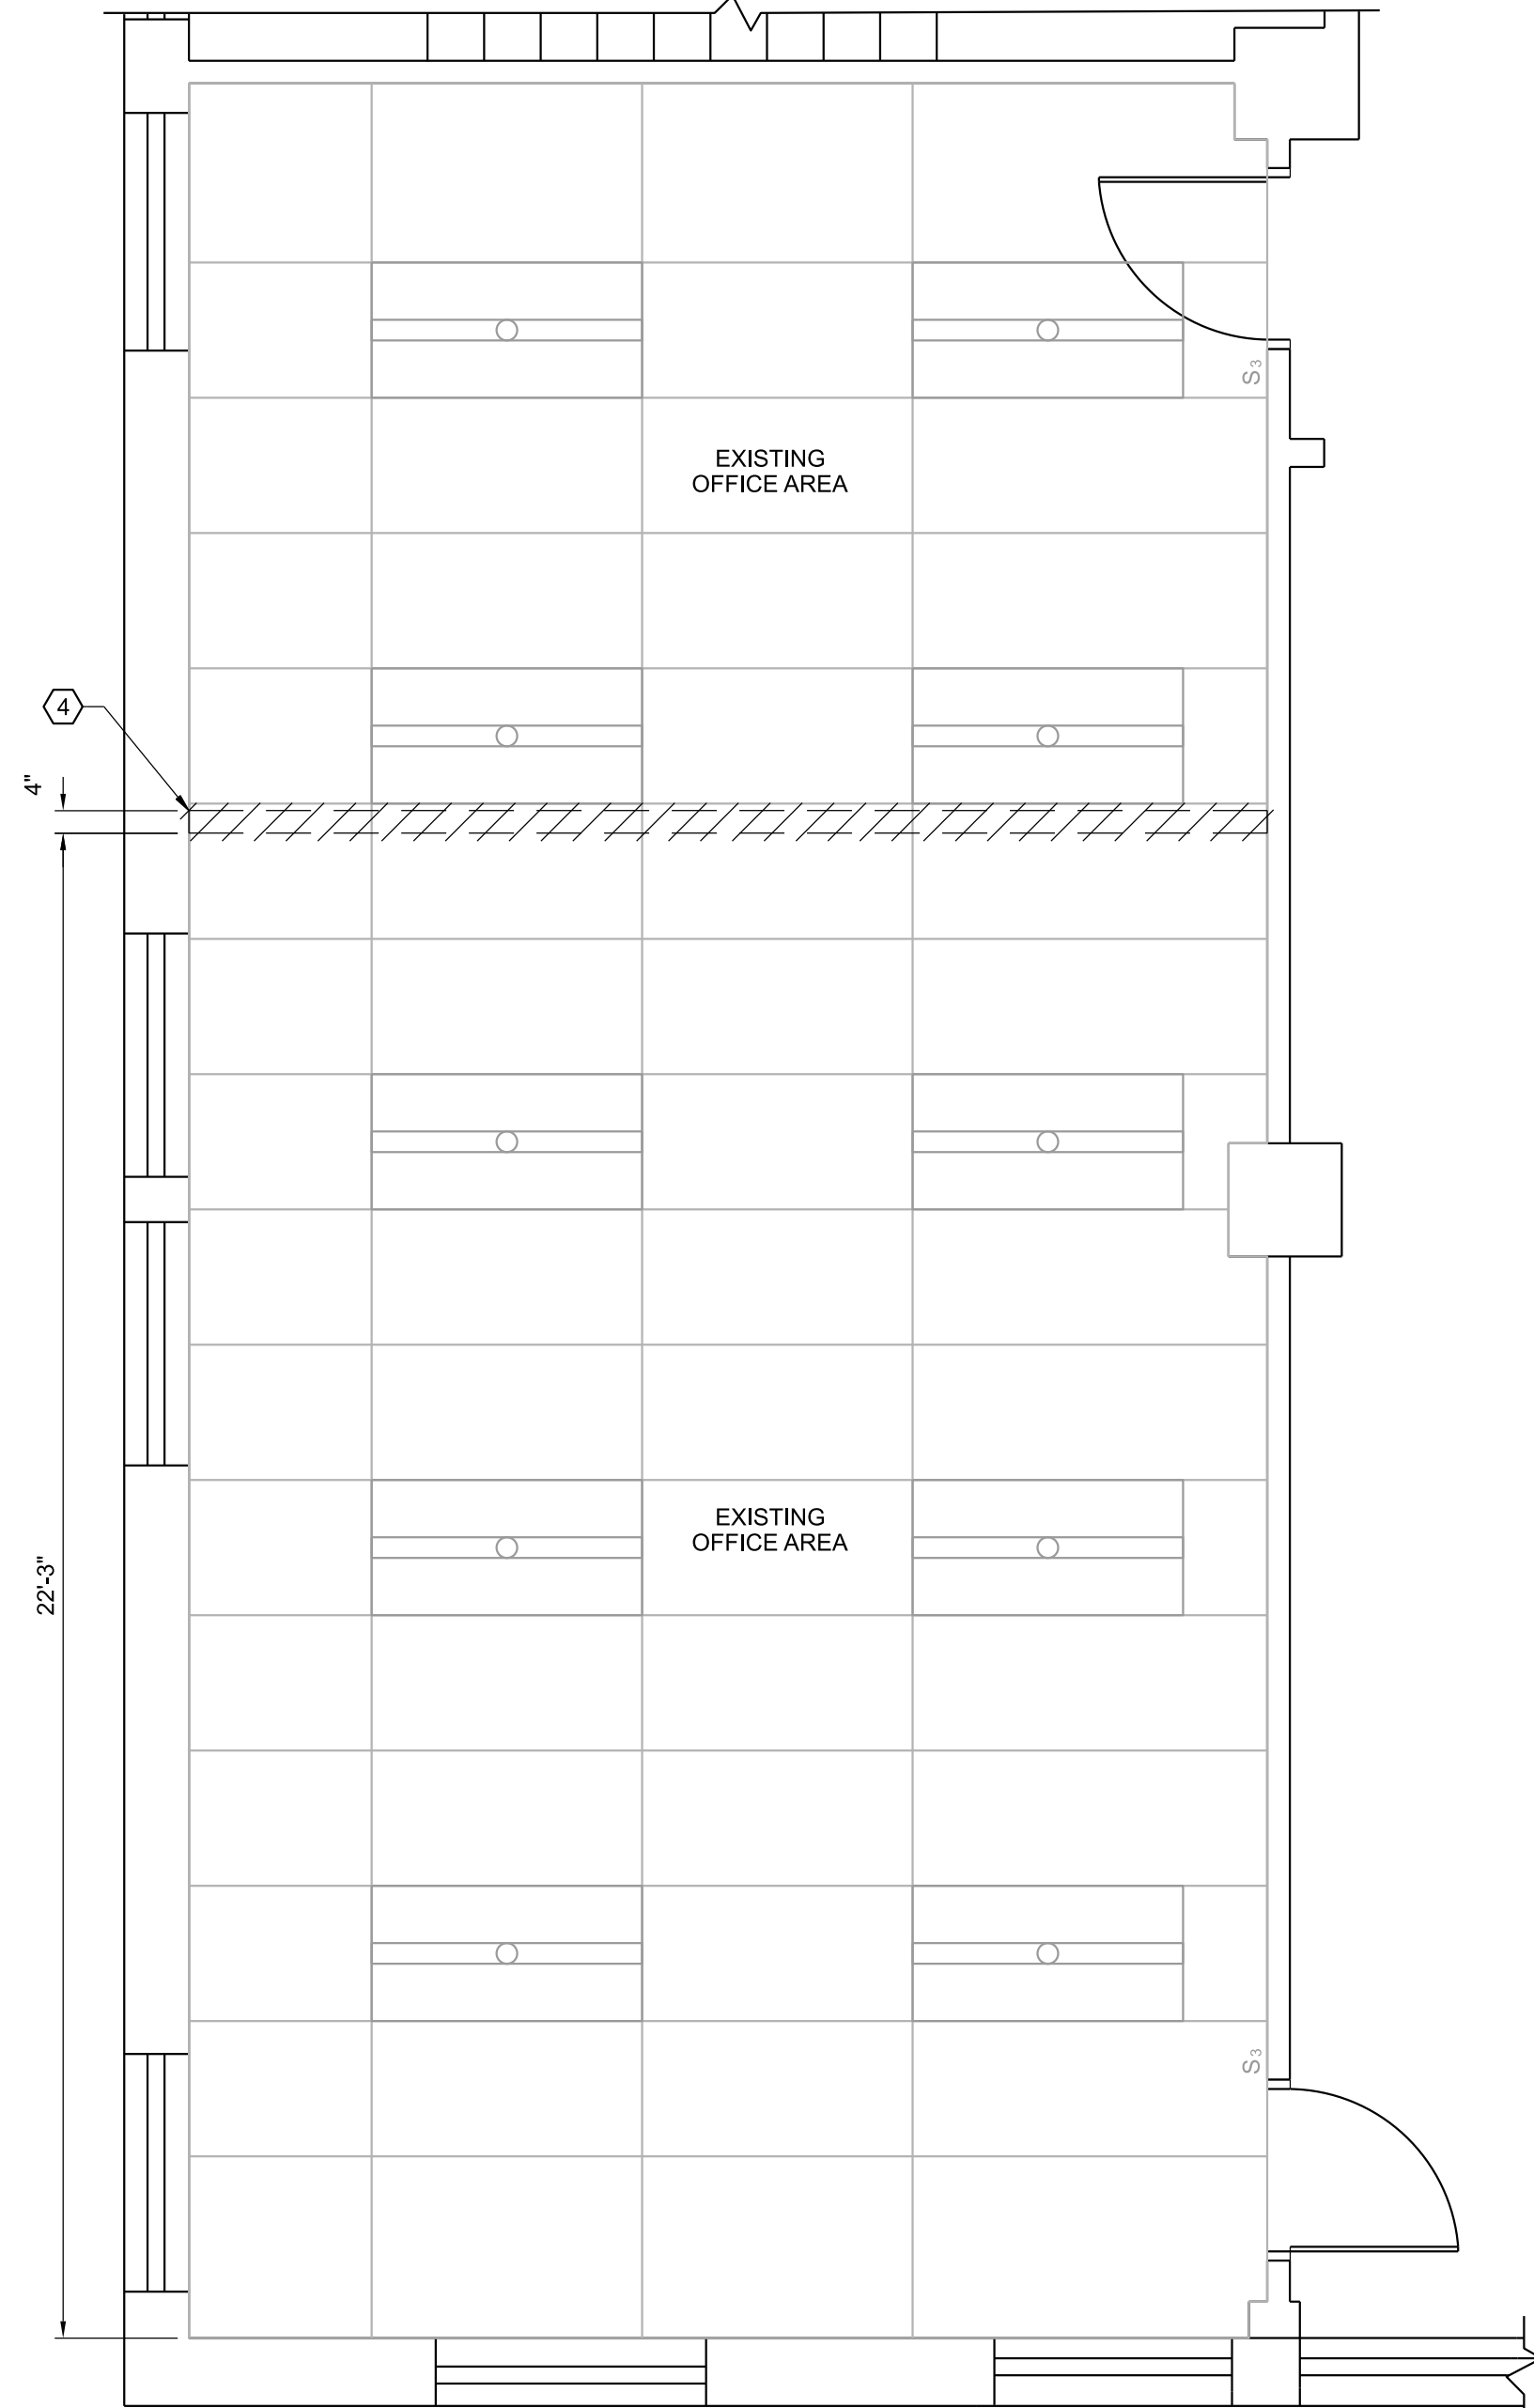 S3
EXISTING
OFFICE AREA
4
4"
22'-3"
EXISTING
OFFICE AREA
S3